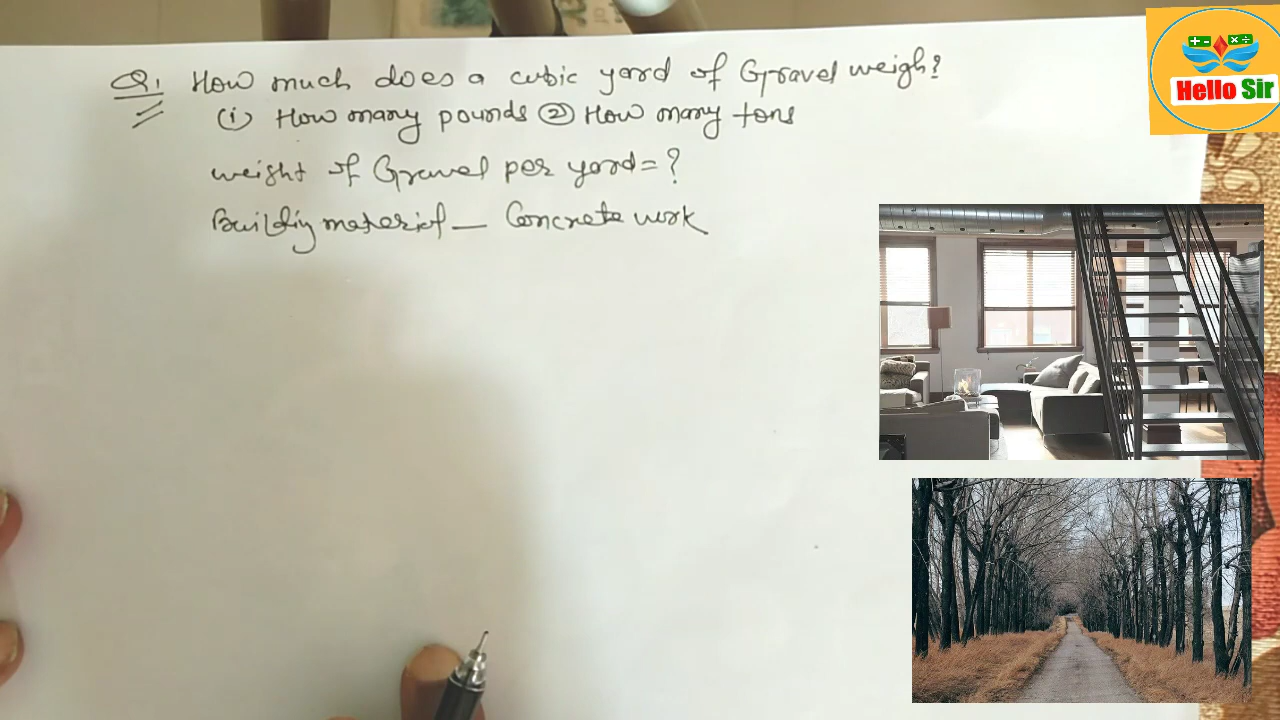 Q1 How much does a cubic yard of Gravel weigh?
(i) How many pounds (2) How many tons
weight of Gravel per yard = ?
Building material — Concrete work
+ - × ÷
Hello Sir